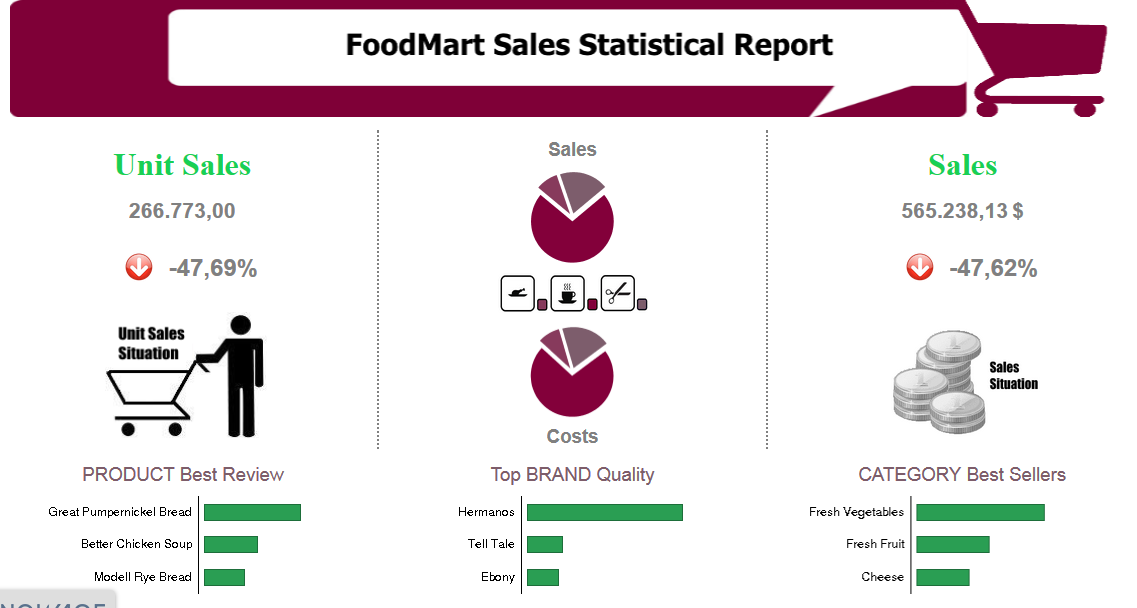 FoodMart Sales Statistical Report
Unit Sales
266.773,00
-47,69%
Unit Sales
Situation
Sales
Costs
Sales
565.238,13 $
-47,62%
Sales
Situation
PRODUCT Best Review
Great Pumpernickel Bread
Better Chicken Soup
Modell Rye Bread
Top BRAND Quality
Hermanos
Tell Tale
Ebony
CATEGORY Best Sellers
Fresh Vegetables
Fresh Fruit
Cheese